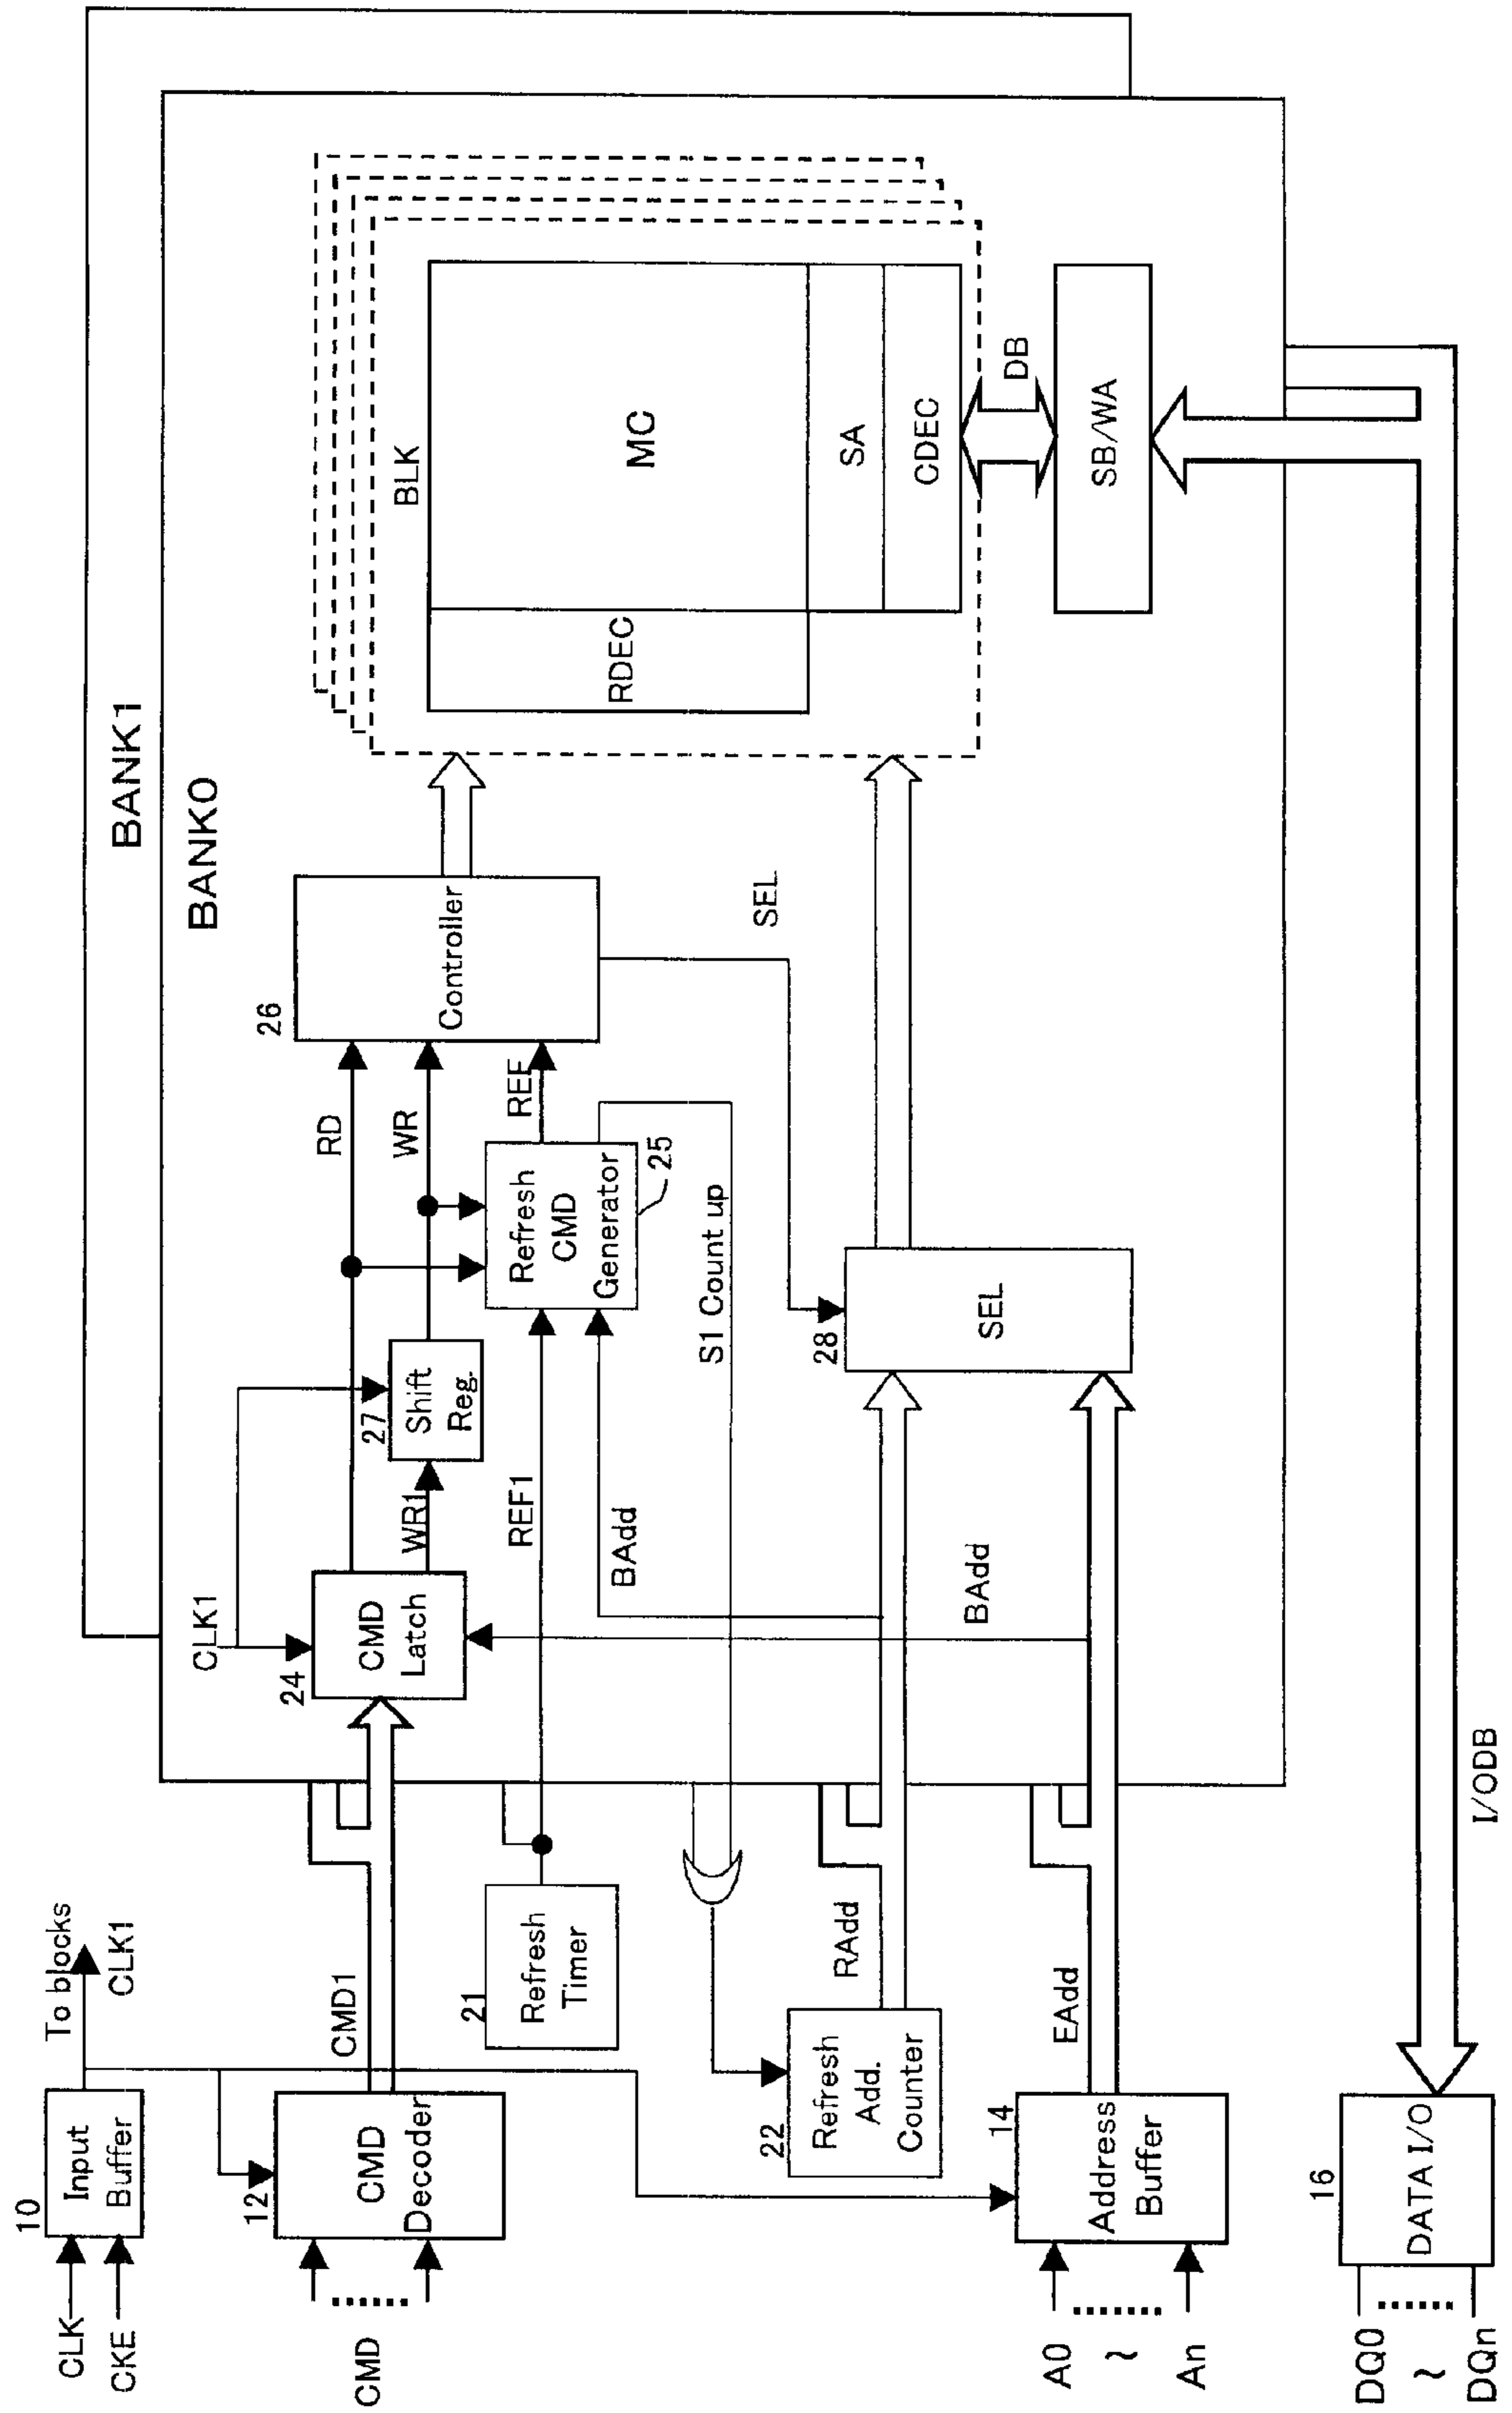 BANK1
BANK0
CLK
CKE
10
Input
Buffer
To blocks
CLK1
CMD
12
CMD
Decoder
CMD1
CLK1
24
CMD
Latch
RD
WR1
27
Shift
Reg.
WR
21
Refresh
Timer
REF1
BAdd
Refresh
CMD
Generator
25
REF
26
Controller
SEL
S1 Count up
22
Refresh
Add.
Counter
RAdd
BAdd
28
SEL
A0
~
An
14
Address
Buffer
EAdd
BLK
MC
RDEC
SA
CDEC
DB
SB/WA
DQ0
~
DQn
16
DATA I/O
I/ODB